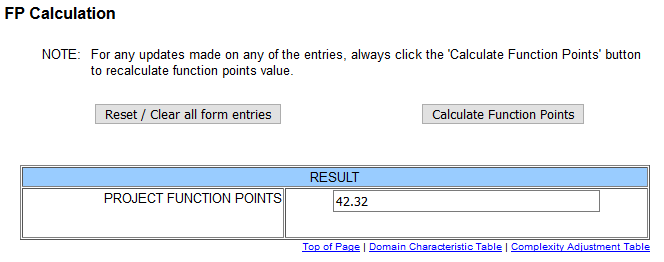 FP Calculation
NOTE: For any updates made on any of the entries, always click the 'Calculate Function Points' button
to recalculate function points value.
Reset / Clear all form entries Calculate Function Points
RESULT
PROJECT FUNCTION POINTS 42.32
Top of Page | Domain Characteristic Table | Complexity Adjustment Table